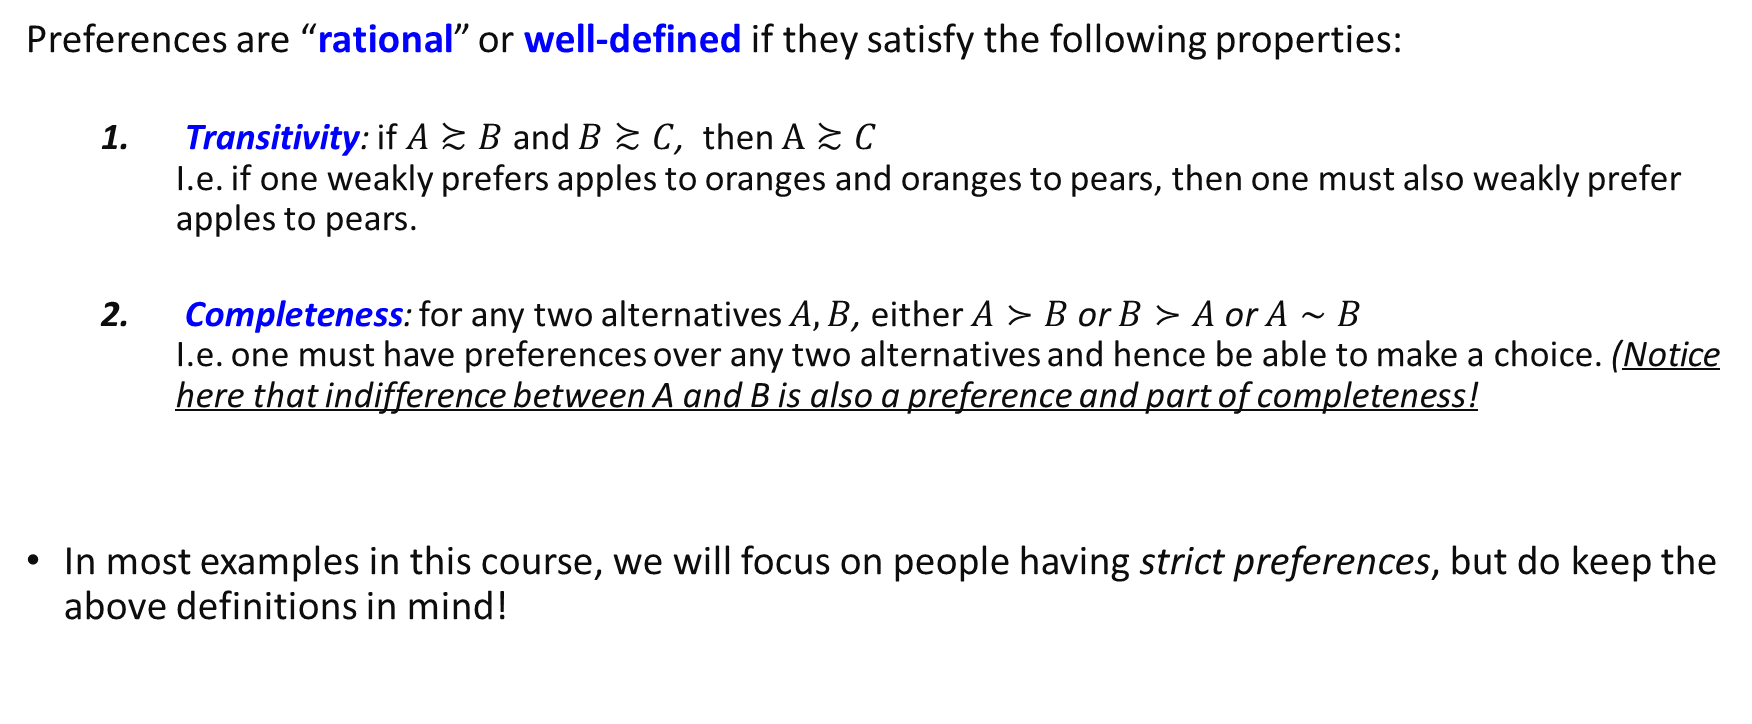 Preferences are “rational” or well-defined if they satisfy the following properties:
1. Transitivity: if A ≿ B and B ≿ C, then A ≿ C
I.e. if one weakly prefers apples to oranges and oranges to pears, then one must also weakly prefer
apples to pears.
2. Completeness: for any two alternatives A, B, either A ≻ B or B ≻ A or A ~ B
I.e. one must have preferences over any two alternatives and hence be able to make a choice. (Notice
here that indifference between A and B is also a preference and part of completeness!
• In most examples in this course, we will focus on people having strict preferences, but do keep the
above definitions in mind!